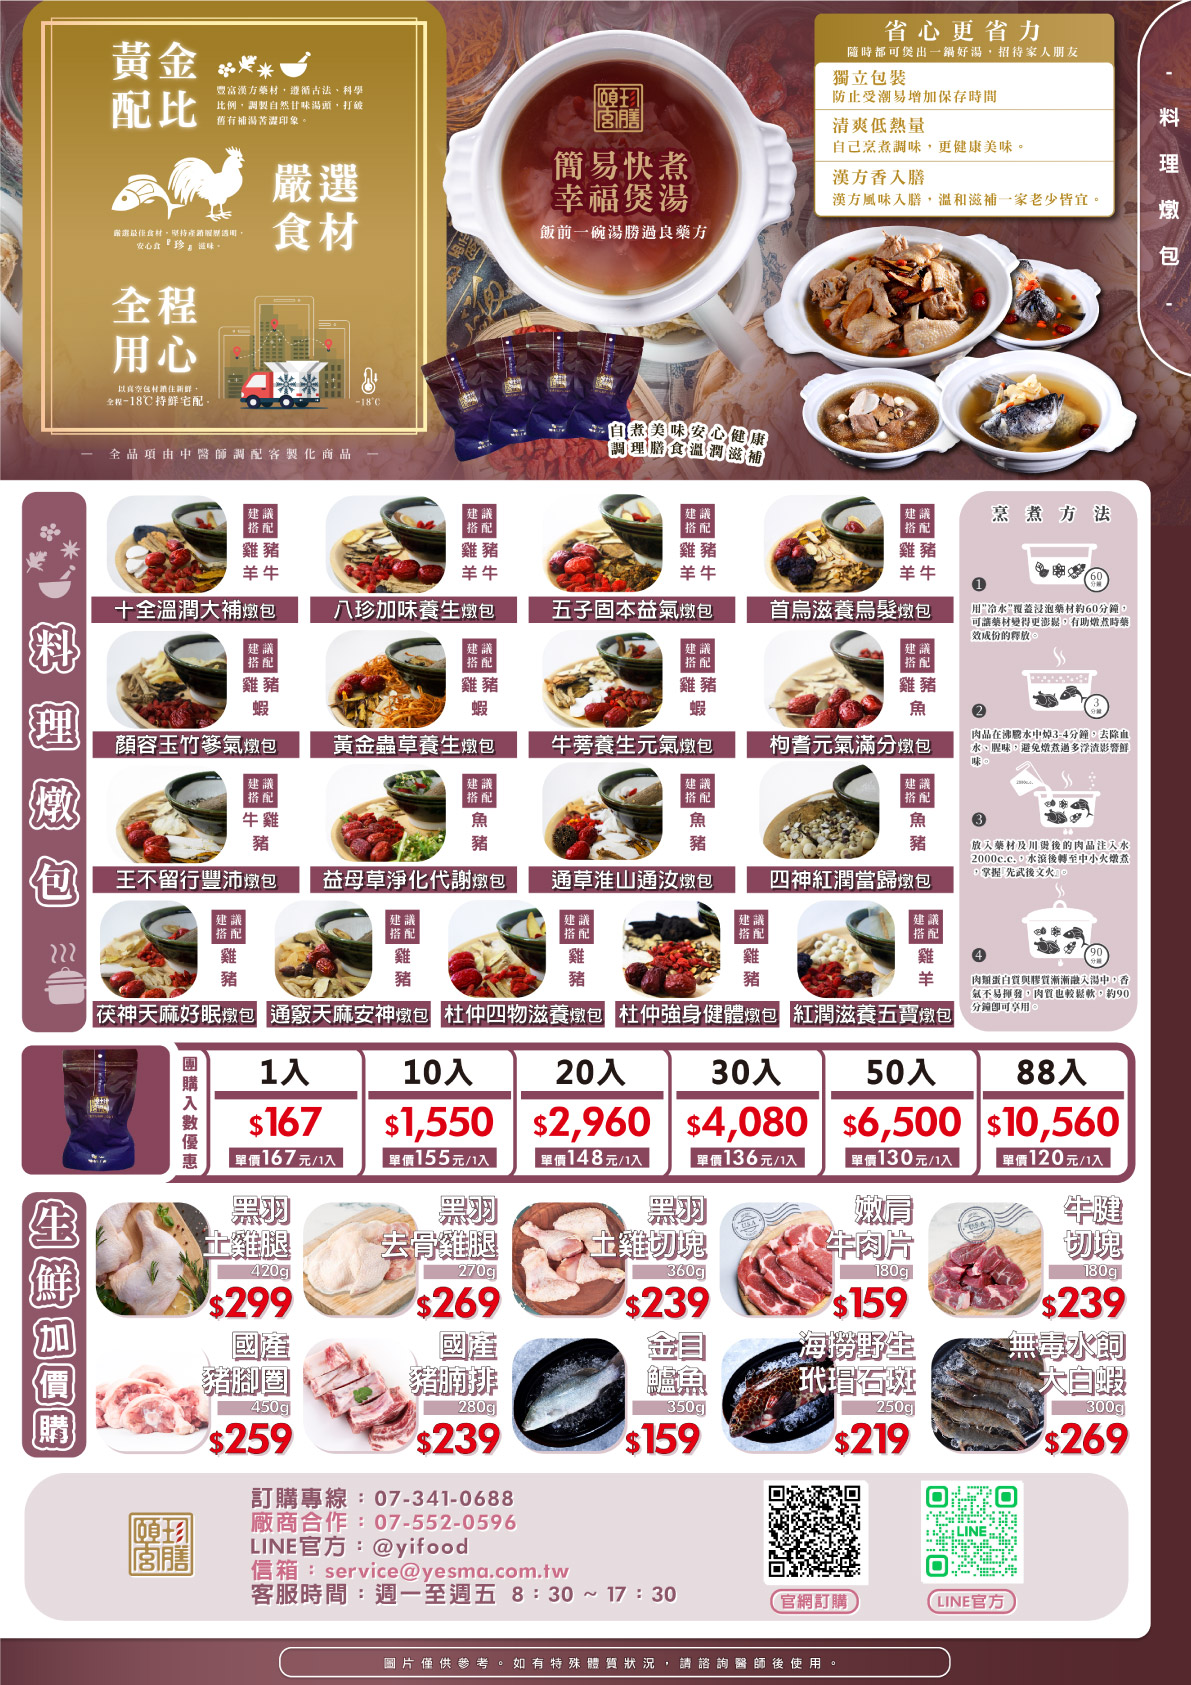 黃金
配比
豐富漢方藥材，遵循古法、科學
比例，調製自然甘味湯頭，打破
舊有補湯苦澀印象。
嚴選
食材
嚴選最佳食材，堅持產銷履歷透明，
安心食『珍』滋味。
全程
用心
以真空包材鎖住新鮮，
全程-18℃持鮮宅配。
-18℃
— 全品項由中醫師調配客製化商品 —
頤珍
宮膳
簡易快煮
幸福煲湯
飯前一碗湯勝過良藥方
自煮美味安心健康
調理膳食溫潤滋補
省心更省力
隨時都可煲出一鍋好湯，招待家人朋友
獨立包裝
防止受潮易增加保存時間
清爽低熱量
自己烹煮調味，更健康美味。
漢方香入膳
漢方風味入膳，溫和滋補一家老少皆宜。
- 料理燉包 -
料理燉包
建議
搭配
雞豬
羊牛
十全溫潤大補燉包
建議
搭配
雞豬
羊牛
八珍加味養生燉包
建議
搭配
雞豬
羊牛
五子固本益氣燉包
建議
搭配
雞豬
羊牛
首烏滋養烏髮燉包
建議
搭配
雞豬
蝦
顏容玉竹篸氣燉包
建議
搭配
雞豬
蝦
黃金蟲草養生燉包
建議
搭配
雞豬
蝦
牛蒡養生元氣燉包
建議
搭配
雞豬
魚
枸耆元氣滿分燉包
建議
搭配
牛雞
豬
王不留行豐沛燉包
建議
搭配
魚
豬
益母草淨化代謝燉包
建議
搭配
魚
豬
通草淮山通汝燉包
建議
搭配
魚
豬
四神紅潤當歸燉包
建議
搭配
雞
豬
茯神天麻好眠燉包
建議
搭配
雞
豬
通竅天麻安神燉包
建議
搭配
雞
豬
杜仲四物滋養燉包
建議
搭配
雞
豬
杜仲強身健體燉包
建議
搭配
雞
羊
紅潤滋養五寶燉包
烹煮方法
60
分鐘
1
用"冷水"覆蓋浸泡藥材約60分鐘，
可讓藥材變得更澎鬆，有助燉煮時藥
效成份的釋放。
3
分鐘
2
肉品在沸騰水中焯3-4分鐘，去除血
水、腥味，避免燉煮過多浮渣影響鮮
味。
2000c.c.
3
放入藥材及川燙後的肉品注入水
2000c.c.，水滾後轉至中小火燉煮
，掌握『先武後文火』。
90
分鐘
4
肉類蛋白質與膠質漸漸融入湯中，香
氣不易揮發，肉質也較鬆軟，約90
分鐘即可享用。
團購入數優惠
1入
$167
單價167元/1入
10入
$1,550
單價155元/1入
20入
$2,960
單價148元/1入
30入
$4,080
單價136元/1入
50入
$6,500
單價130元/1入
88入
$10,560
單價120元/1入
生鮮加價購
黑羽
土雞腿
420g
$299
黑羽
去骨雞腿
270g
$269
黑羽
土雞切塊
360g
$239
嫩肩
牛肉片
180g
$159
牛腱
切塊
180g
$239
國產
豬腳圈
450g
$259
國產
豬腩排
280g
$239
金目
鱸魚
350g
$159
海撈野生
玳瑁石斑
250g
$219
無毒水飼
大白蝦
300g
$269
頤珍
宮膳
訂購專線：07-341-0688
廠商合作：07-552-0596
LINE官方：@yifood
信箱：service@yesma.com.tw
客服時間：週一至週五 8：30 ~ 17：30
官網訂購
LINE
LINE官方
圖片僅供參考。如有特殊體質狀況，請諮詢醫師後使用。